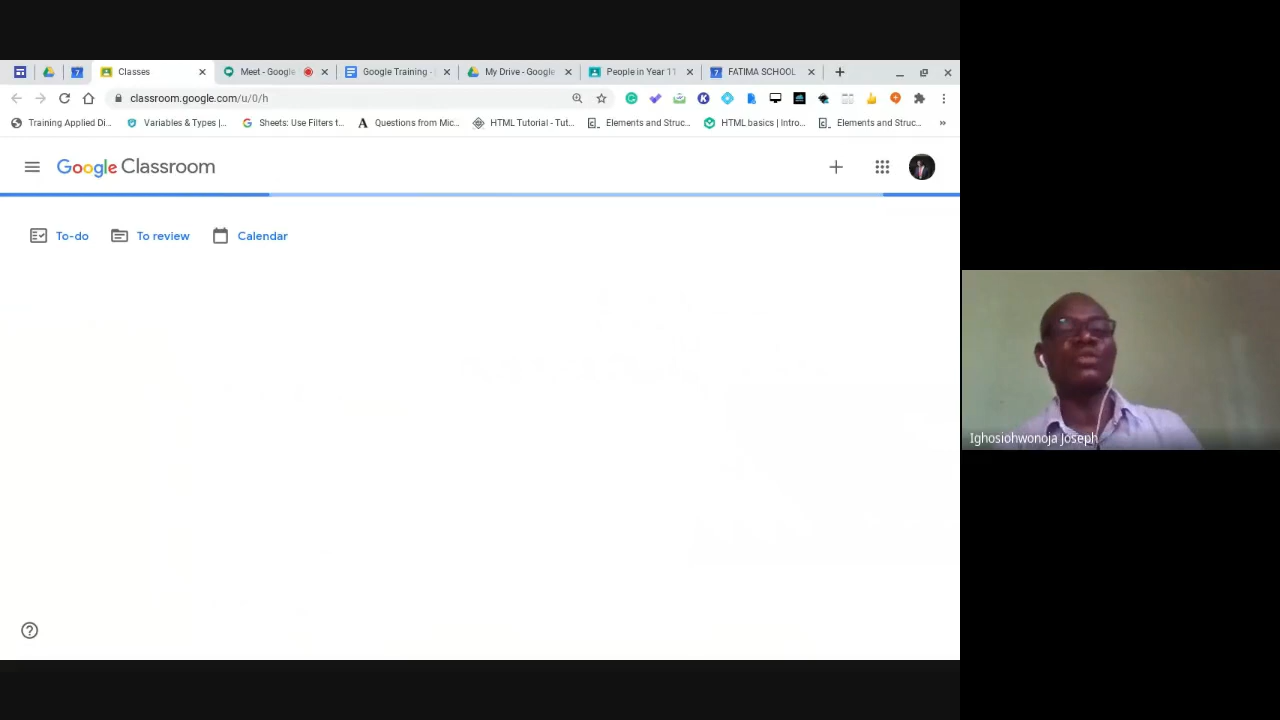 Classes
Meet - Google
Google Training -
My Drive - Google
People in Year 11
FATIMA SCHOOL
classroom.google.com/u/0/h
Training Applied Di...
Variables & Types |...
Sheets: Use Filters t...
Questions from Mic...
HTML Tutorial - Tut...
Elements and Struc...
HTML basics | Intro...
Elements and Struc...
Google Classroom
To-do
To review
Calendar
Ighosiohwonoja Joseph